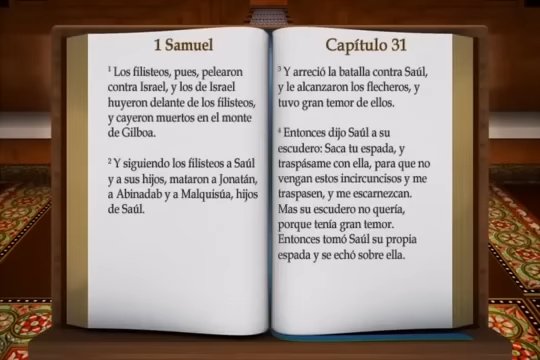 1 Samuel
¹ Los filisteos, pues, pelearon
contra Israel, y los de Israel
huyeron delante de los filisteos,
y cayeron muertos en el monte
de Gilboa.
² Y siguiendo los filisteos a Saúl
y a sus hijos, mataron a Jonatán,
a Abinadab y a Malquisúa, hijos
de Saúl.
Capítulo 31
³ Y arreció la batalla contra Saúl,
y le alcanzaron los flecheros, y
tuvo gran temor de ellos.
⁴ Entonces dijo Saúl a su
escudero: Saca tu espada, y
traspásame con ella, para que no
vengan estos incircuncisos y me
traspasen, y me escarnezcan.
Mas su escudero no quería,
porque tenía gran temor.
Entonces tomó Saúl su propia
espada y se echó sobre ella.